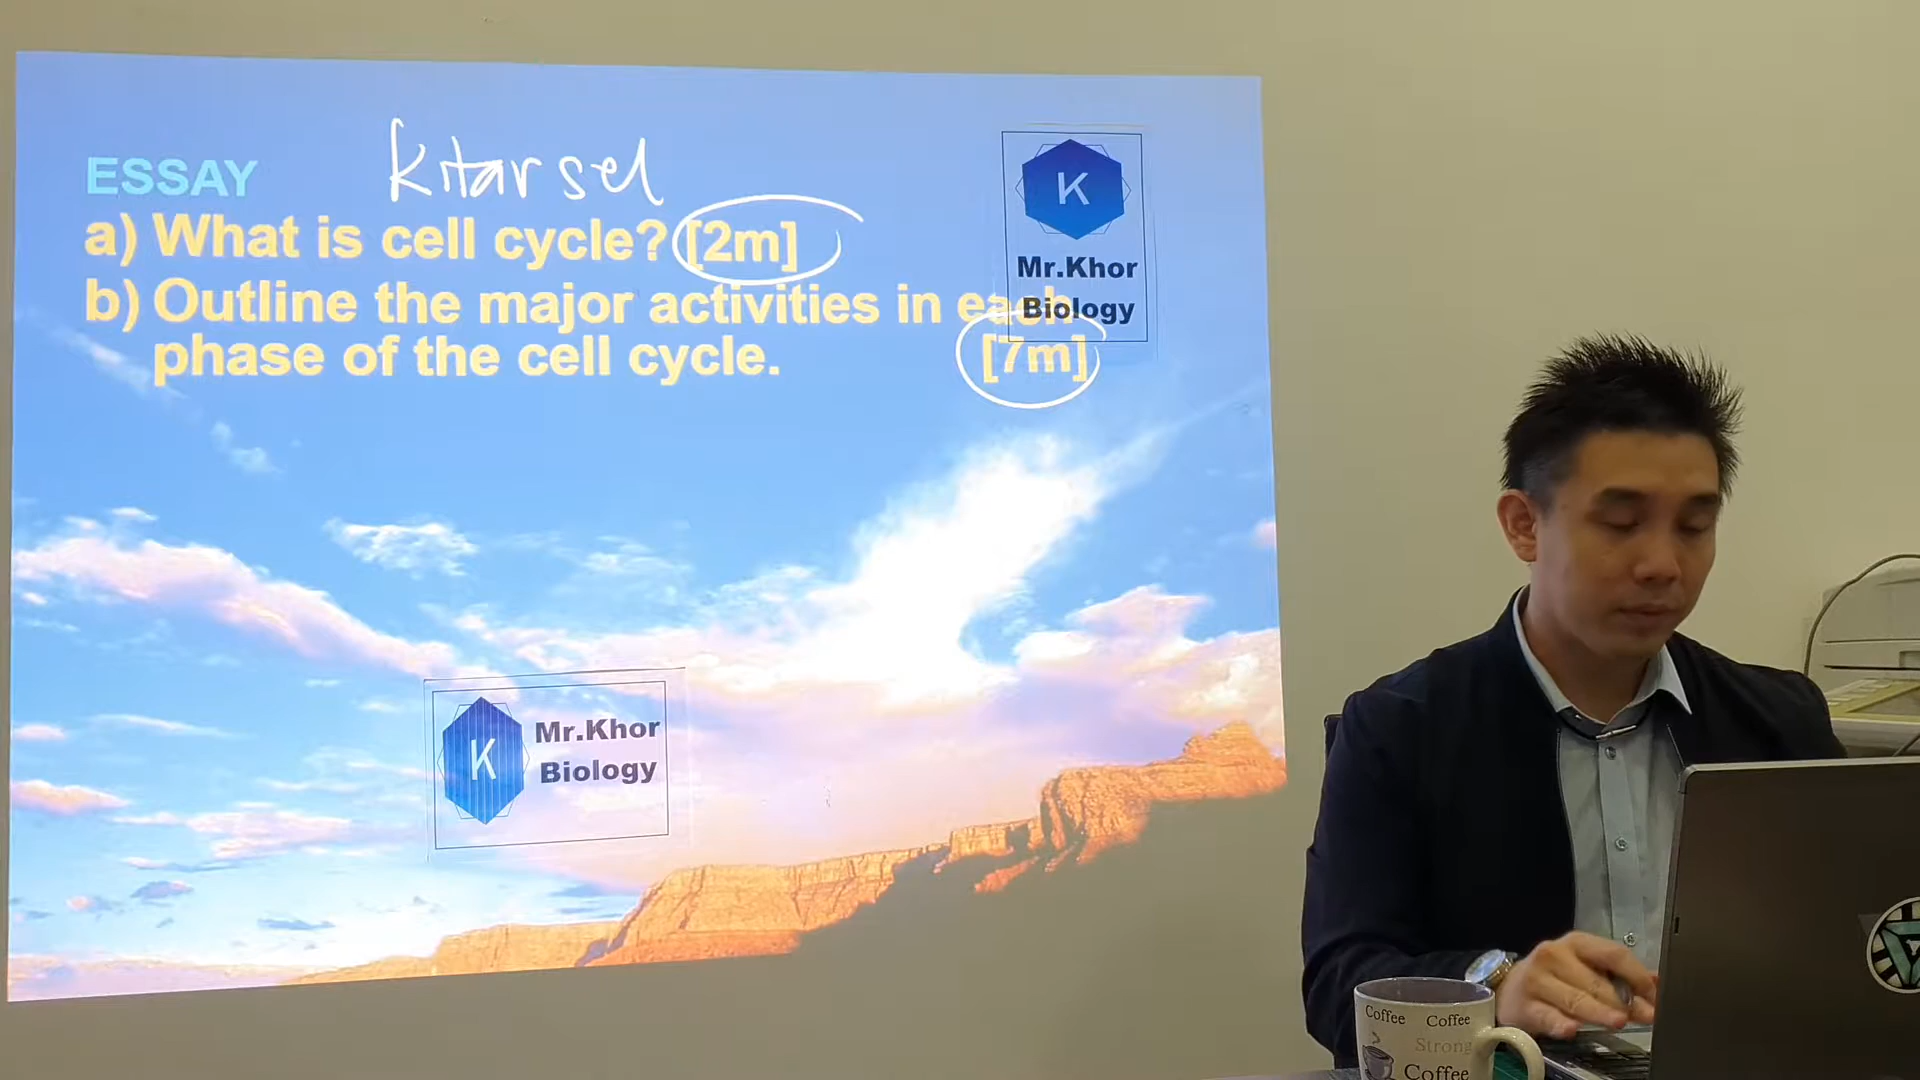 kitar sel
ESSAY
a) What is cell cycle? [2m]
b) Outline the major activities in each
phase of the cell cycle. [7m]
K
Mr.Khor
Biology
K
Mr.Khor
Biology
Coffee Coffee
Strong
Coffee